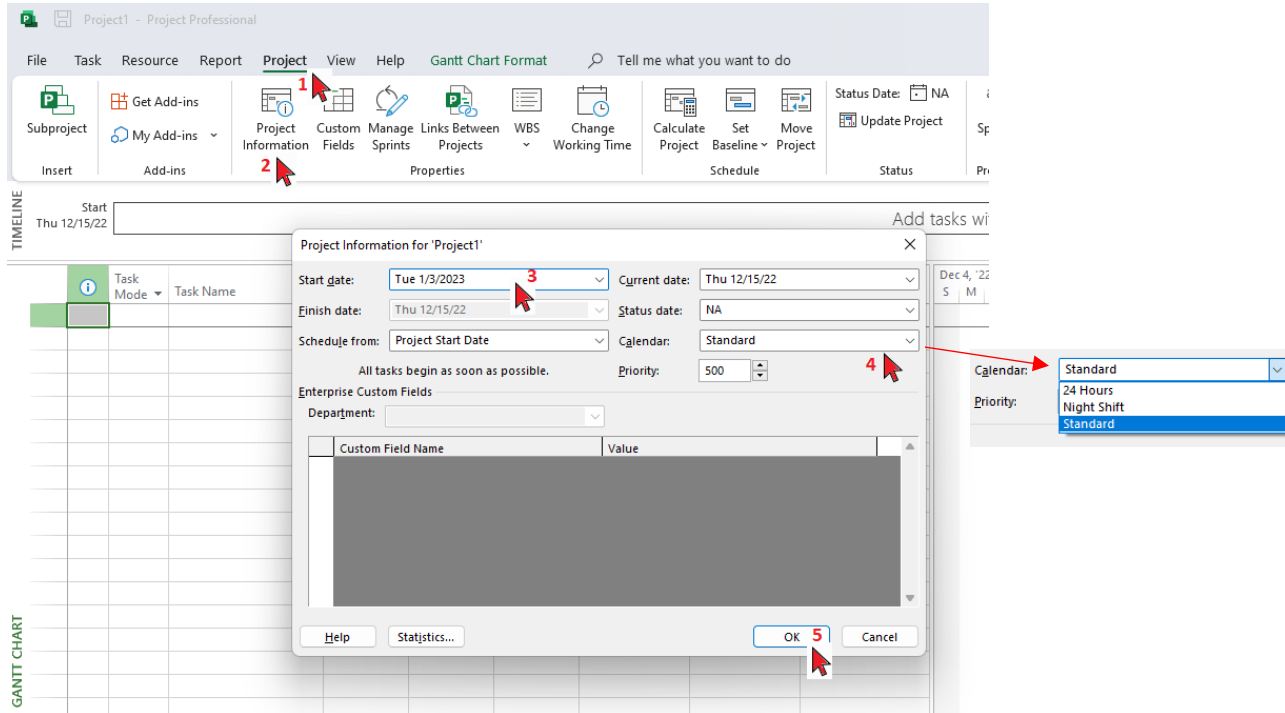 Project1 - Project Professional
File Task Resource Report Project View Help Gantt Chart Format Tell me what you want to do
1
Subproject
Get Add-ins
My Add-ins
Project Information
Custom Fields
Manage Sprints
Links Between Projects
WBS
Change Working Time
Calculate Project
Set Baseline
Move Project
Status Date: NA
Update Project
2
Insert Add-ins Properties Schedule Status
TIMELINE
Start
Thu 12/15/22
Add tasks
Project Information for 'Project1'
Start date: Tue 1/3/2023 3 Current date: Thu 12/15/22
Finish date: Thu 12/15/22 Status date: NA
Schedule from: Project Start Date Calendar: Standard
All tasks begin as soon as possible. Priority: 500 4
Enterprise Custom Fields
Department:
Custom Field Name Value
Help Statistics... OK 5 Cancel
Task Mode Task Name
Dec 4, '22
S M
Calendar: Standard
24 Hours
Priority: Night Shift
Standard
GANTT CHART